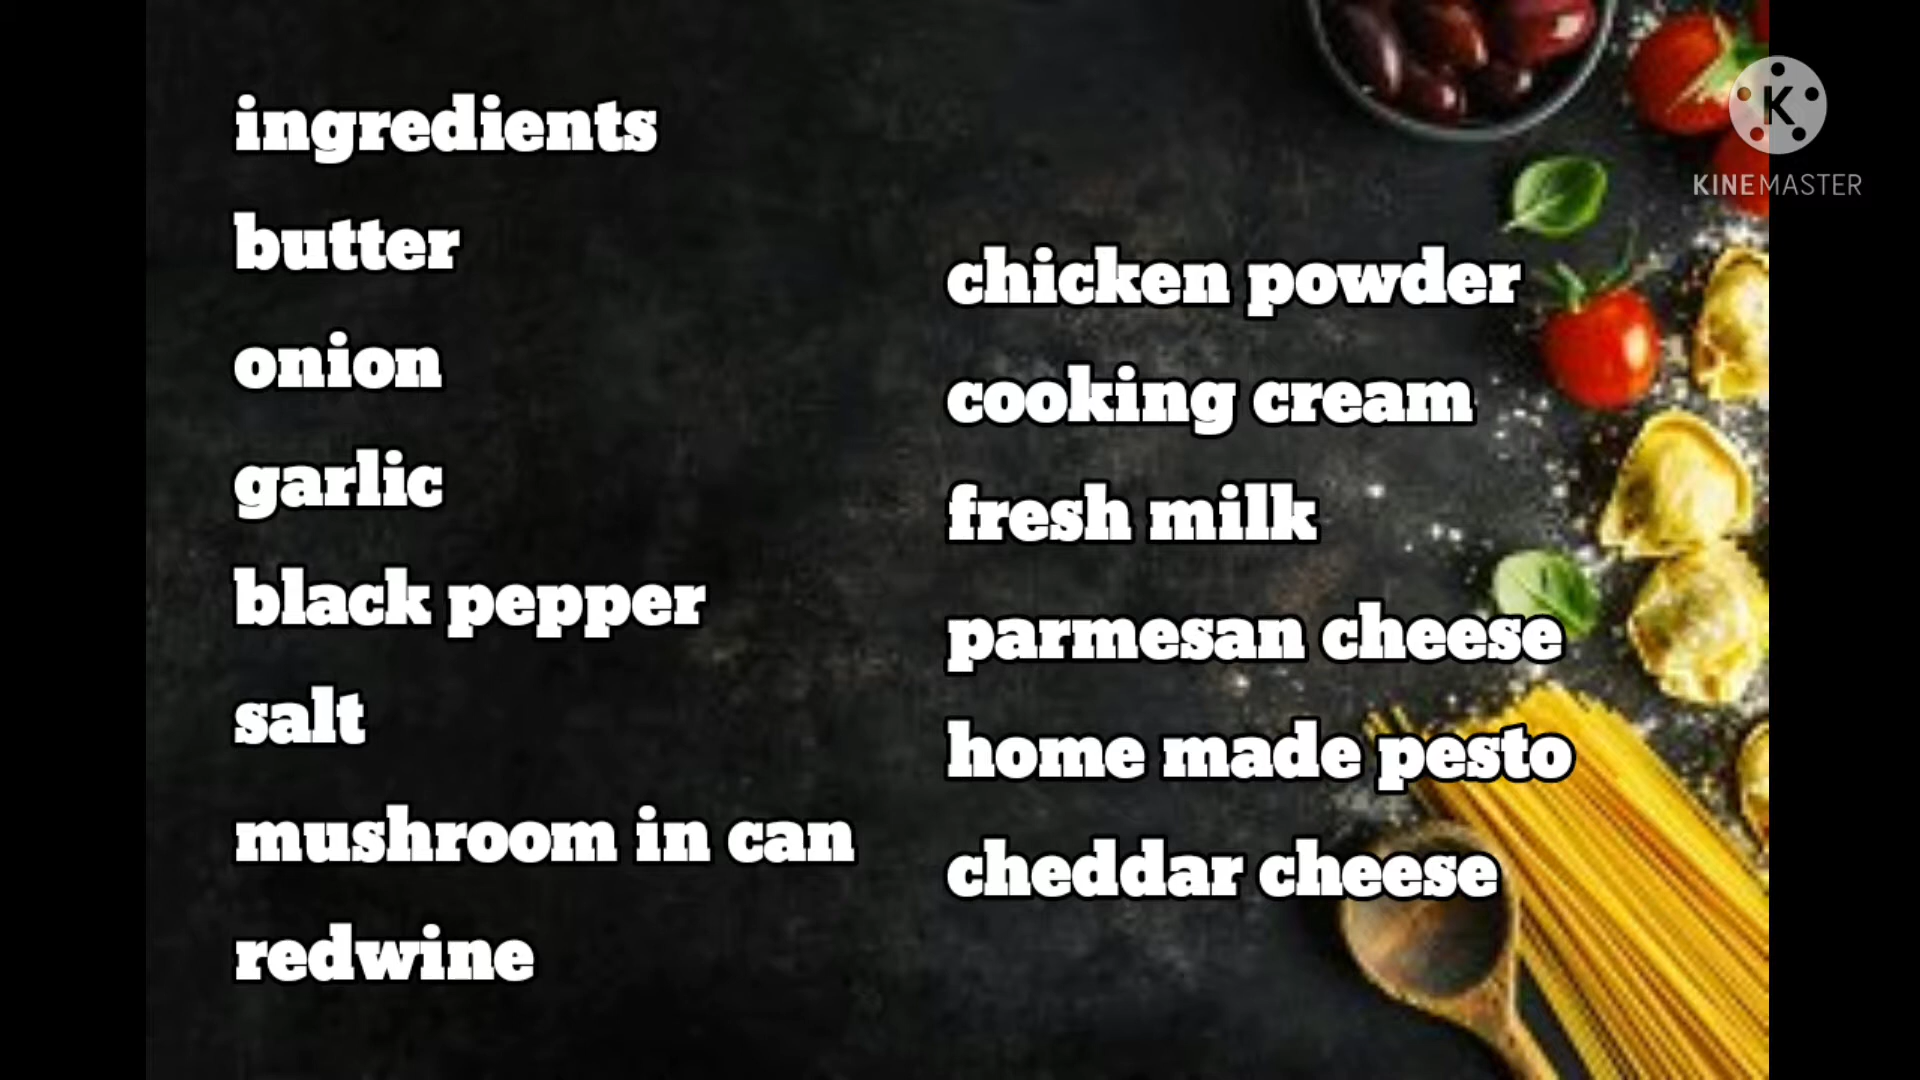 ingredients
butter
onion
garlic
black pepper
salt
mushroom in can
redwine
chicken powder
cooking cream
fresh milk
parmesan cheese
home made pesto
cheddar cheese
K
KINEMASTER